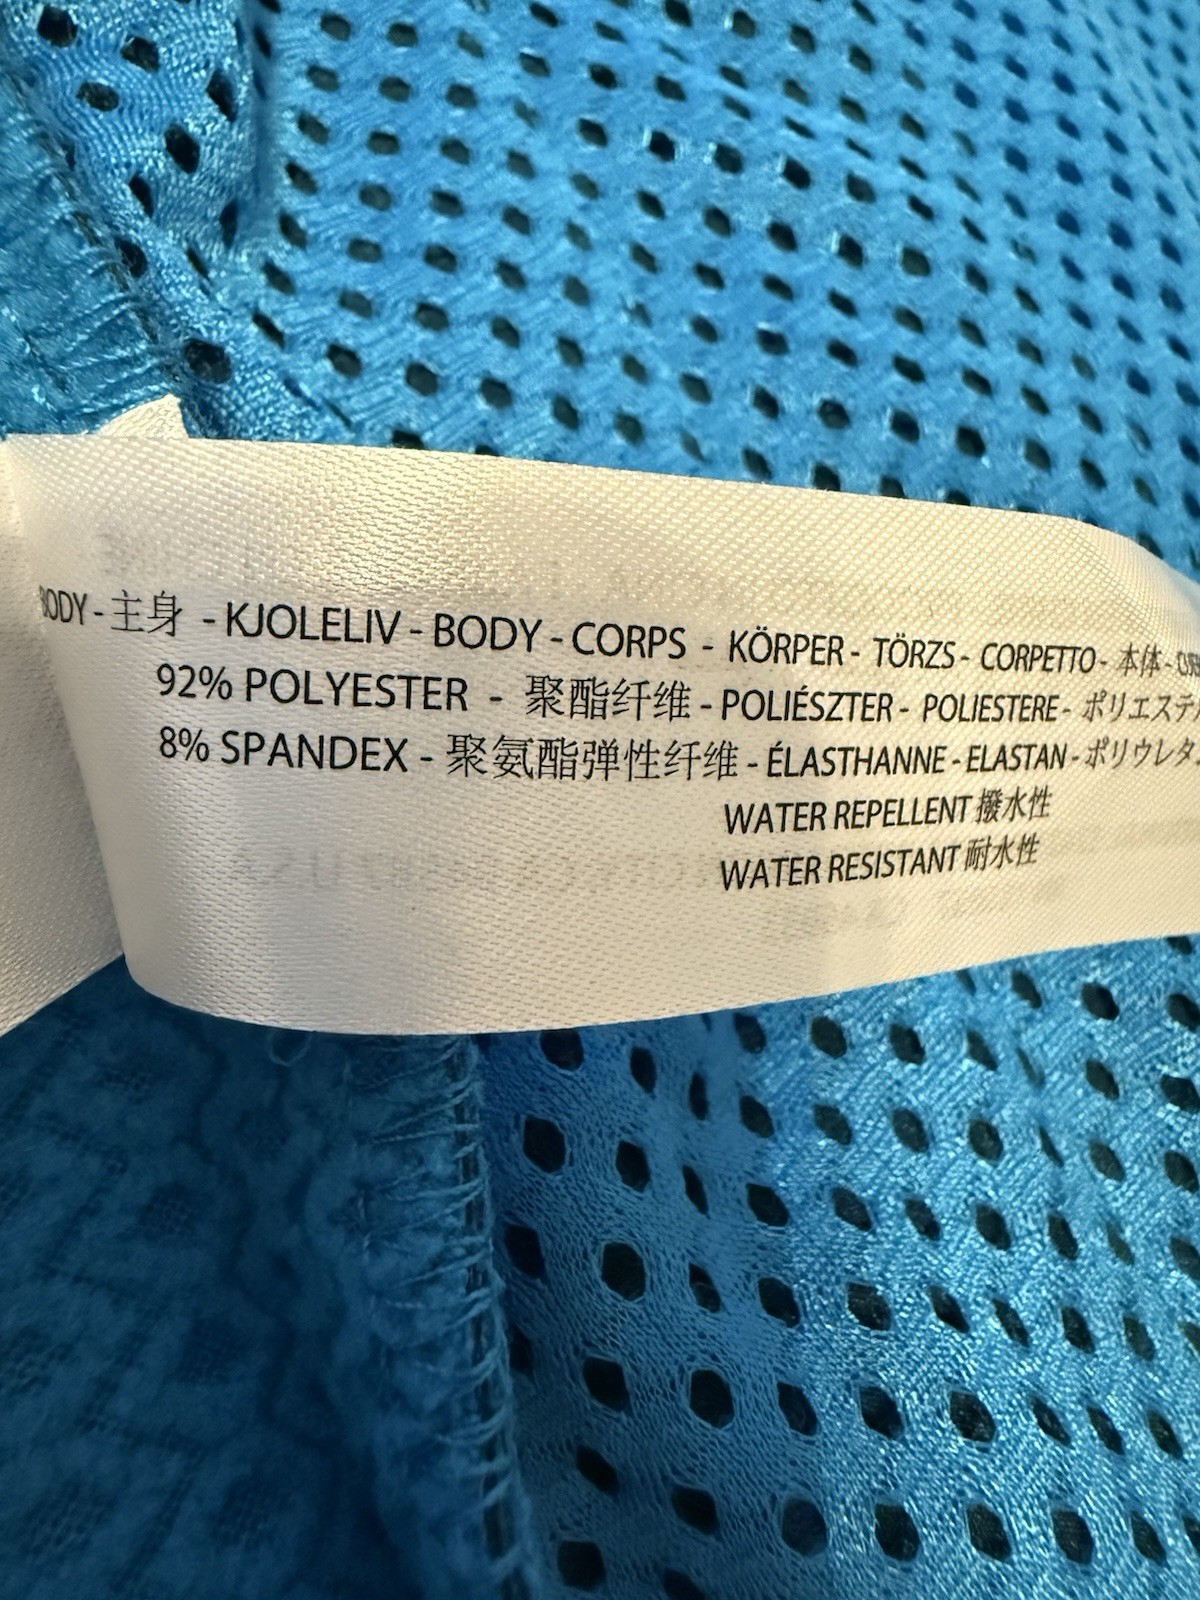 BODY - 主身 - KJOLELIV - BODY - CORPS - KÖRPER - TÖRZS - CORPETTO - 本体 -
92% POLYESTER - 聚酯纤维 - POLIÉSZTER - POLIESTERE - ポリエステ
8% SPANDEX - 聚氨酯弹性纤维 - ÉLASTHANNE - ELASTAN - ポリウレタ
WATER REPELLENT 撥水性
WATER RESISTANT 耐水性